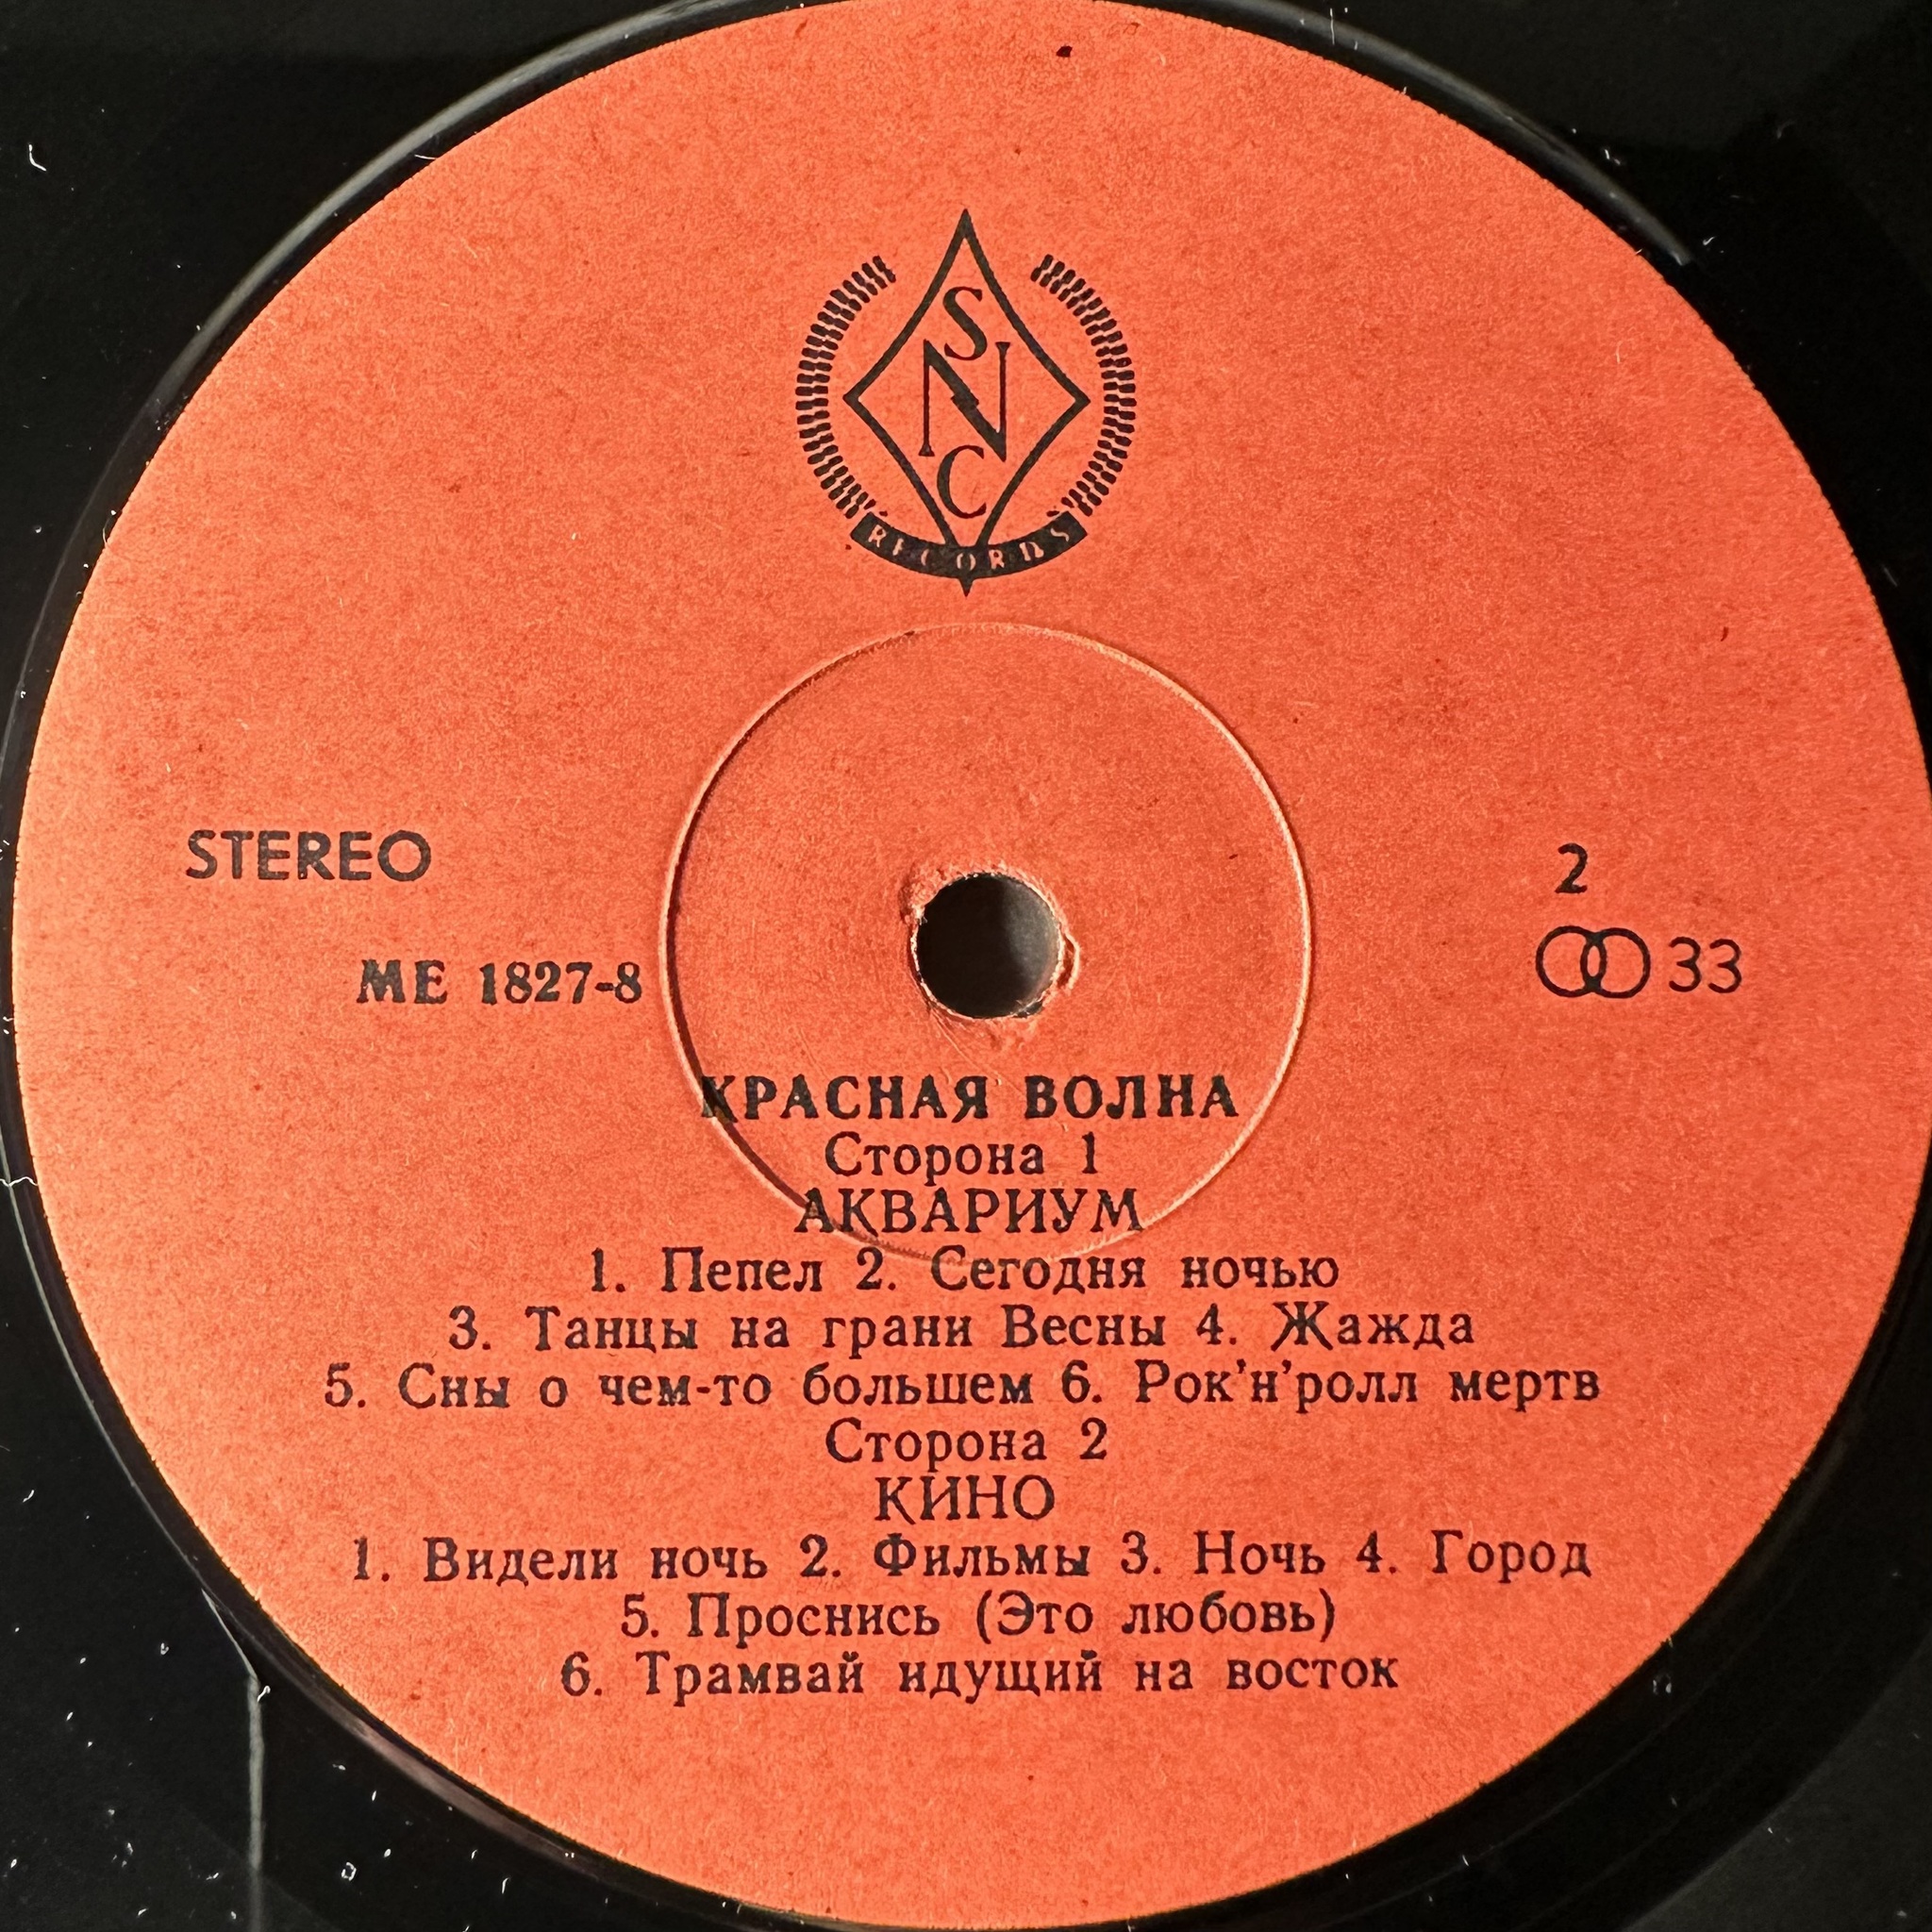 S
N
C
RECORDS
STEREO
2
33
МЕ 1827-8
КРАСНАЯ ВОЛНА
Сторона 1
АКВАРИУМ
1. Пепел 2. Сегодня ночью
3. Танцы на грани Весны 4. Жажда
5. Сны о чем-то большем 6. Рок'н'ролл мертв
Сторона 2
КИНО
1. Видели ночь 2. Фильмы 3. Ночь 4. Город
5. Проснись (Это любовь)
6. Трамвай идущий на восток